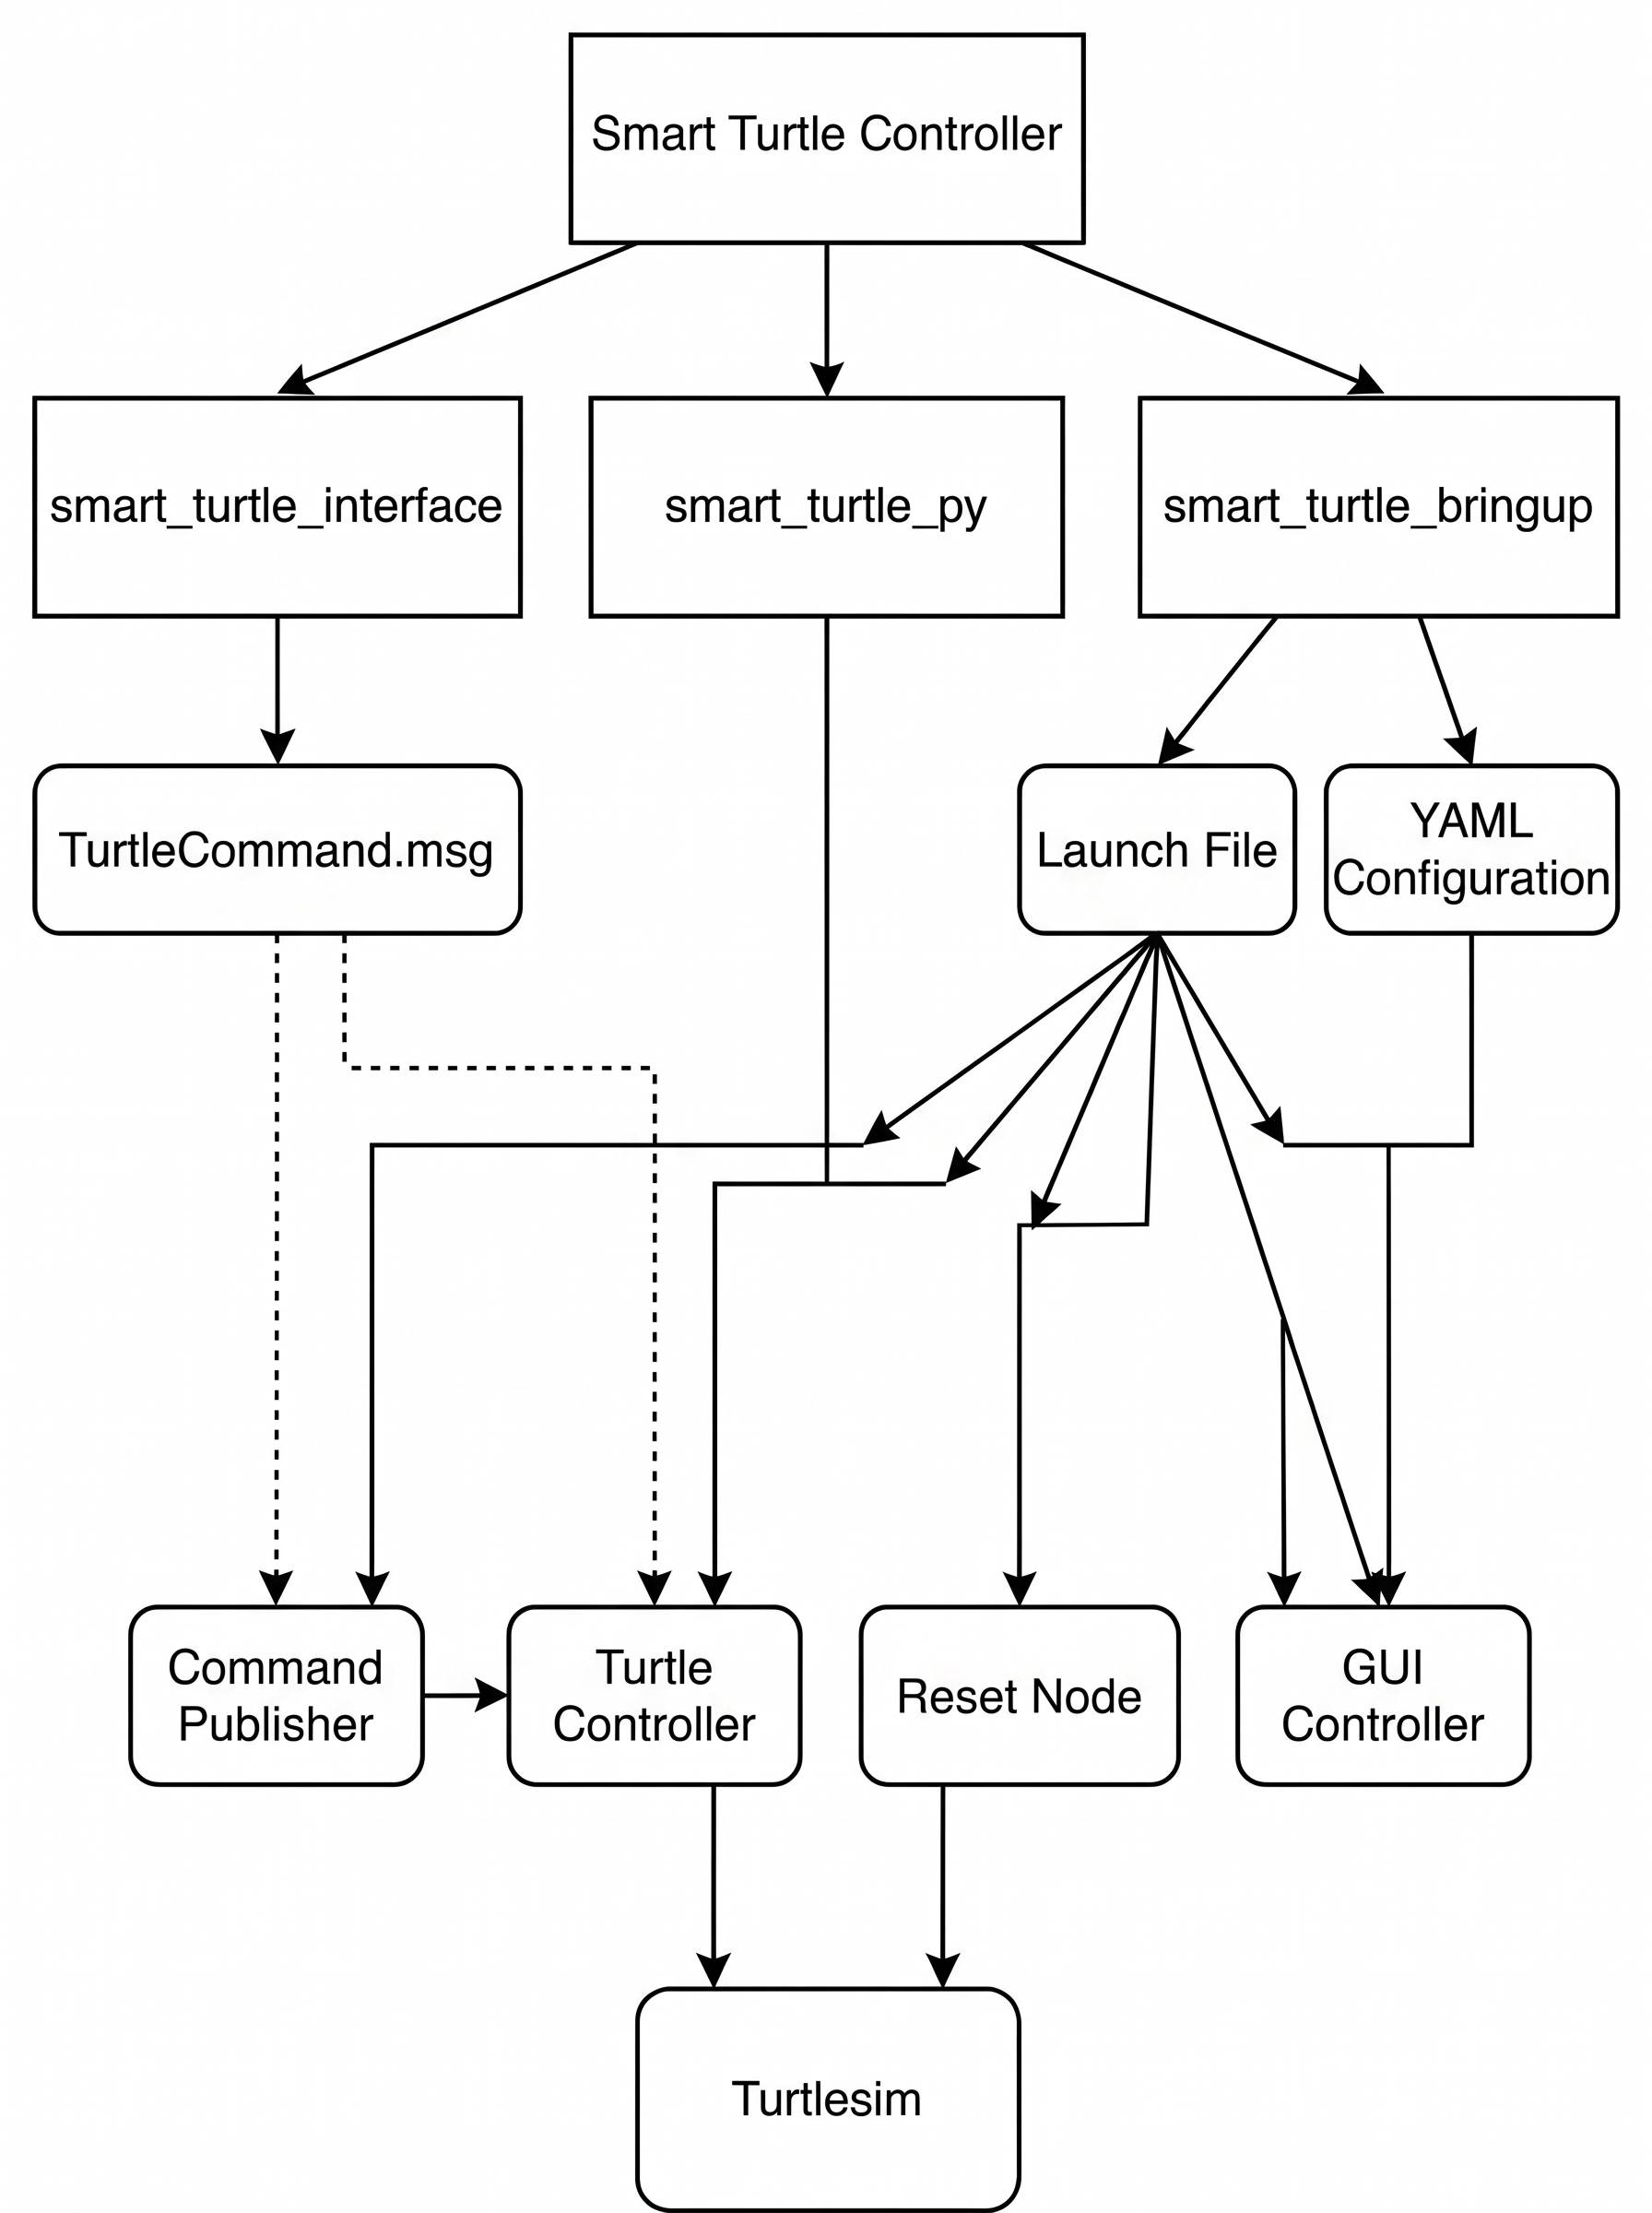 Smart Turtle Controller
smart_turtle_interface
smart_turtle_py
smart_turtle_bringup
TurtleCommand.msg
Launch File
YAML
Configuration
Command
Publisher
Turtle
Controller
Reset Node
GUI
Controller
Turtlesim